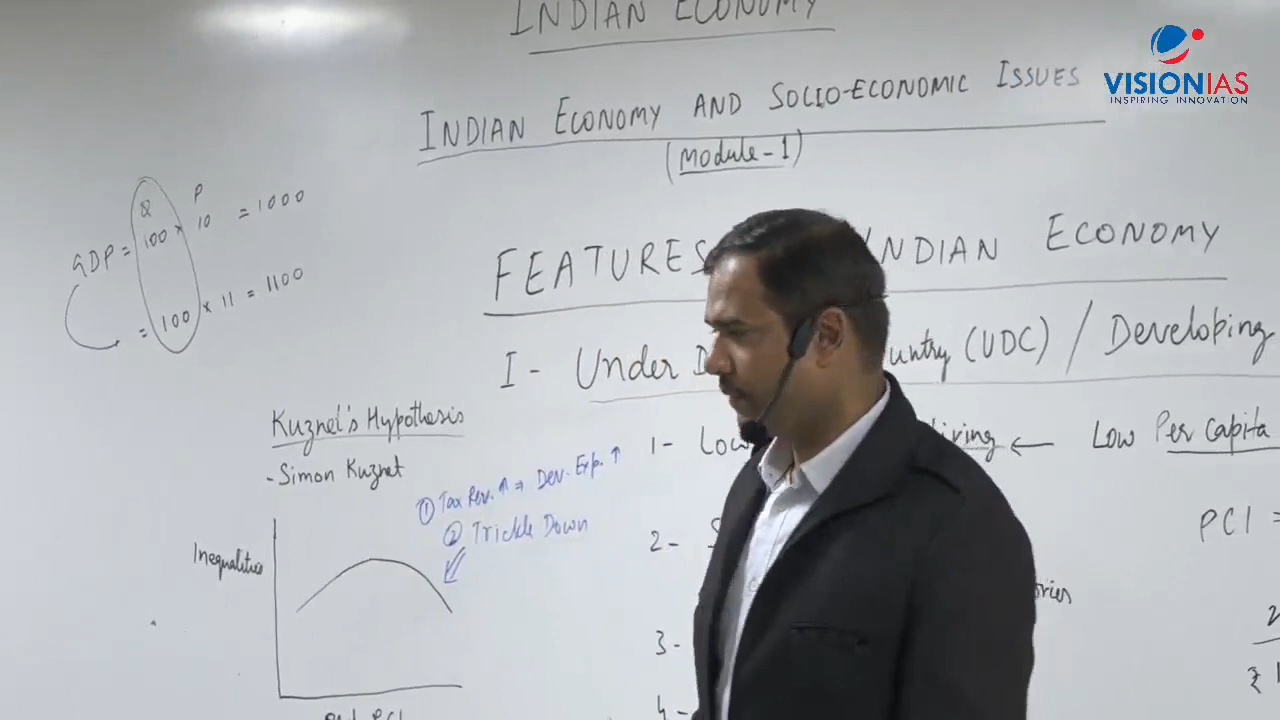 INDIAN ECONOMY
VISIONIAS
INSPIRING INNOVATION
INDIAN ECONOMY AND SOCIO-ECONOMIC ISSUES
(Module-1)
Q P
GDP = 100 × 10 = 1000
= 100 × 11 = 1100
FEATURES INDIAN ECONOMY
I- Under untry (UDC) / Developing
Kuznet's Hypothesis
- Simon Kuznet
① Tax Rev. ↑ ⇒ Dev. Exp. ↑
② Trickle Down
Inequalities
1- Low living ← Low Per Capita
PCI =
2-
ories
3-
4-